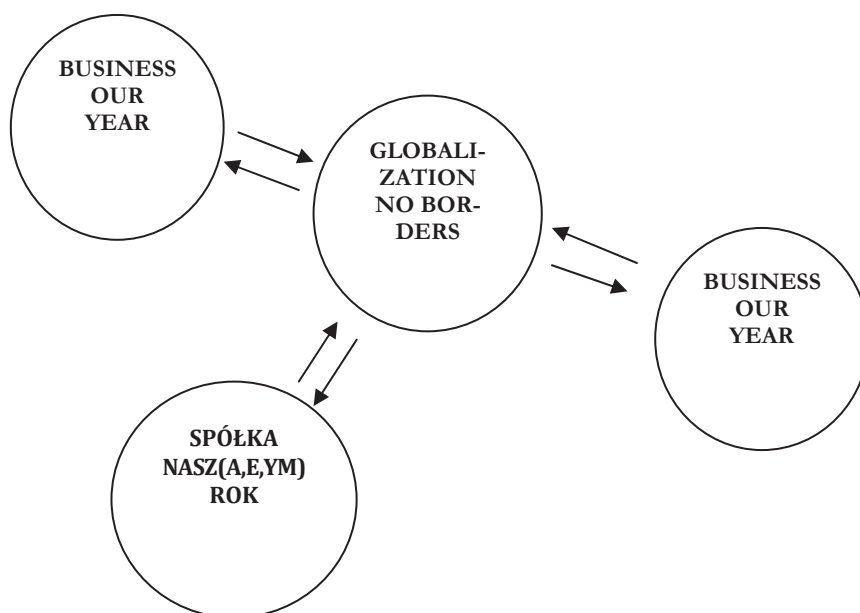 BUSINESS
OUR
YEAR
GLOBALI-
ZATION
NO BOR-
DERS
BUSINESS
OUR
YEAR
SPÓŁKA
NASZ(A,E,YM)
ROK